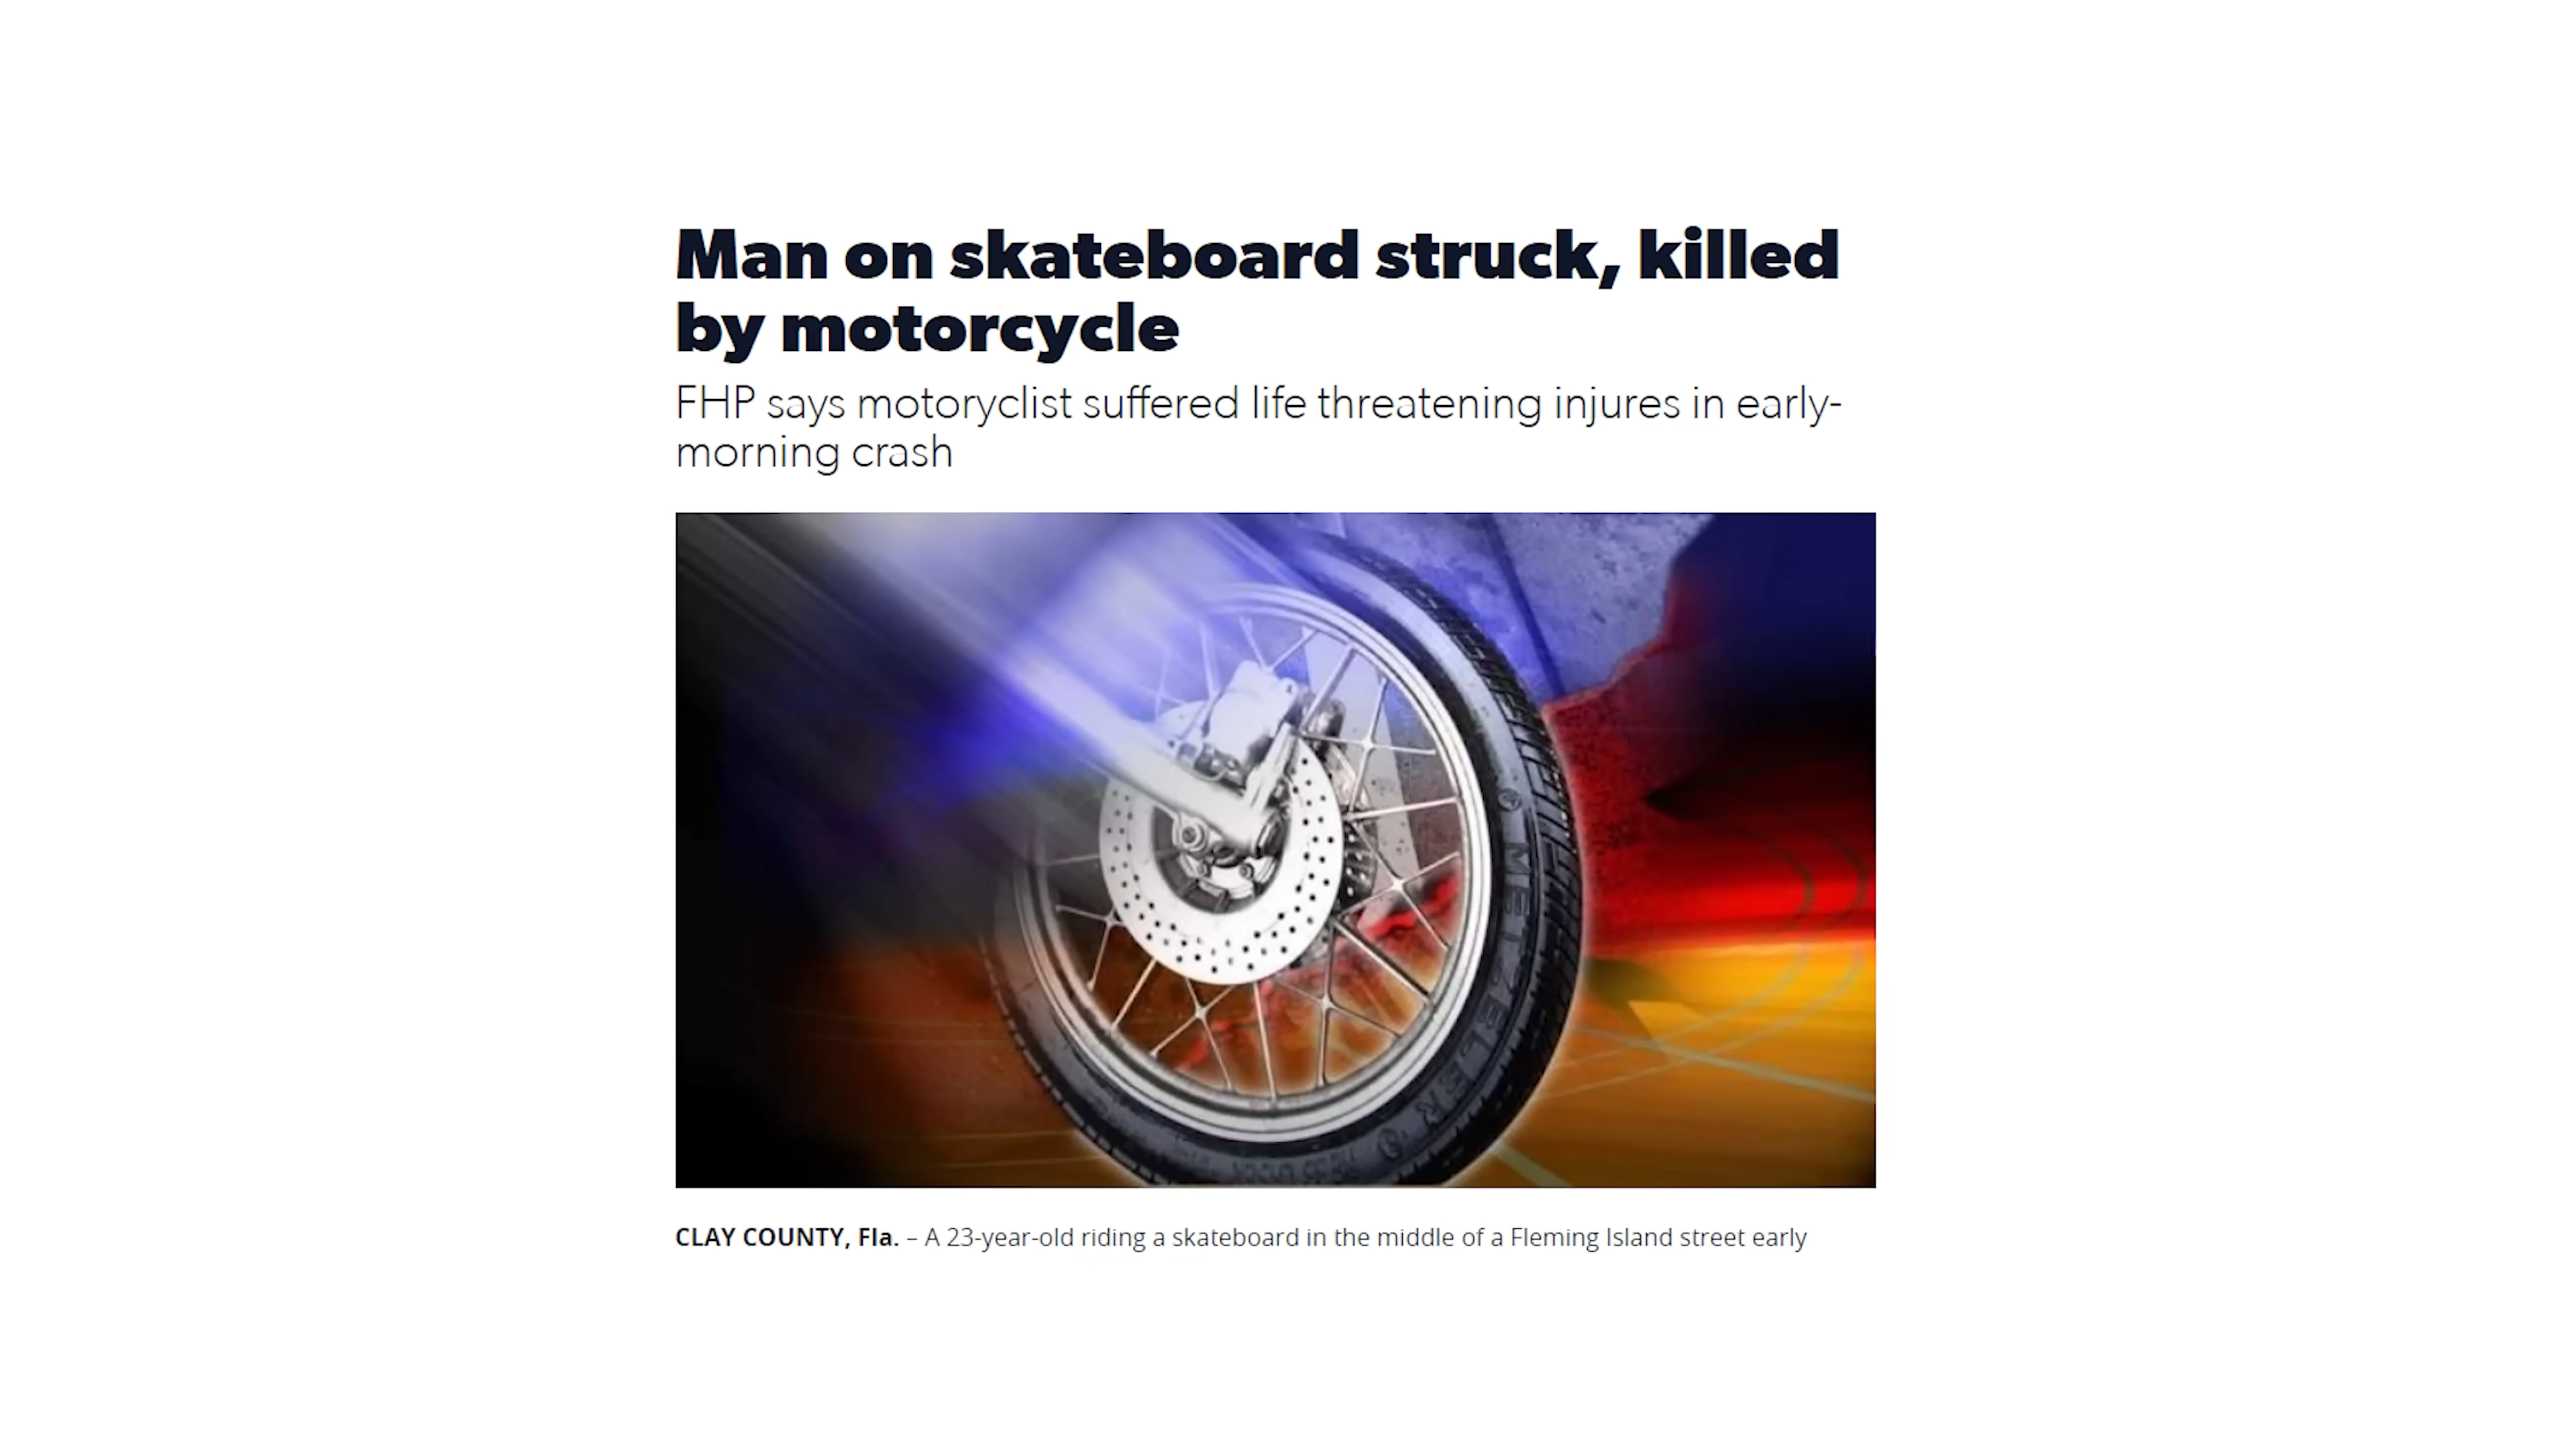 Man on skateboard struck, killed
by motorcycle
FHP says motoryclist suffered life threatening injures in early-
morning crash
METZELER
CLAY COUNTY, Fla. – A 23-year-old riding a skateboard in the middle of a Fleming Island street early